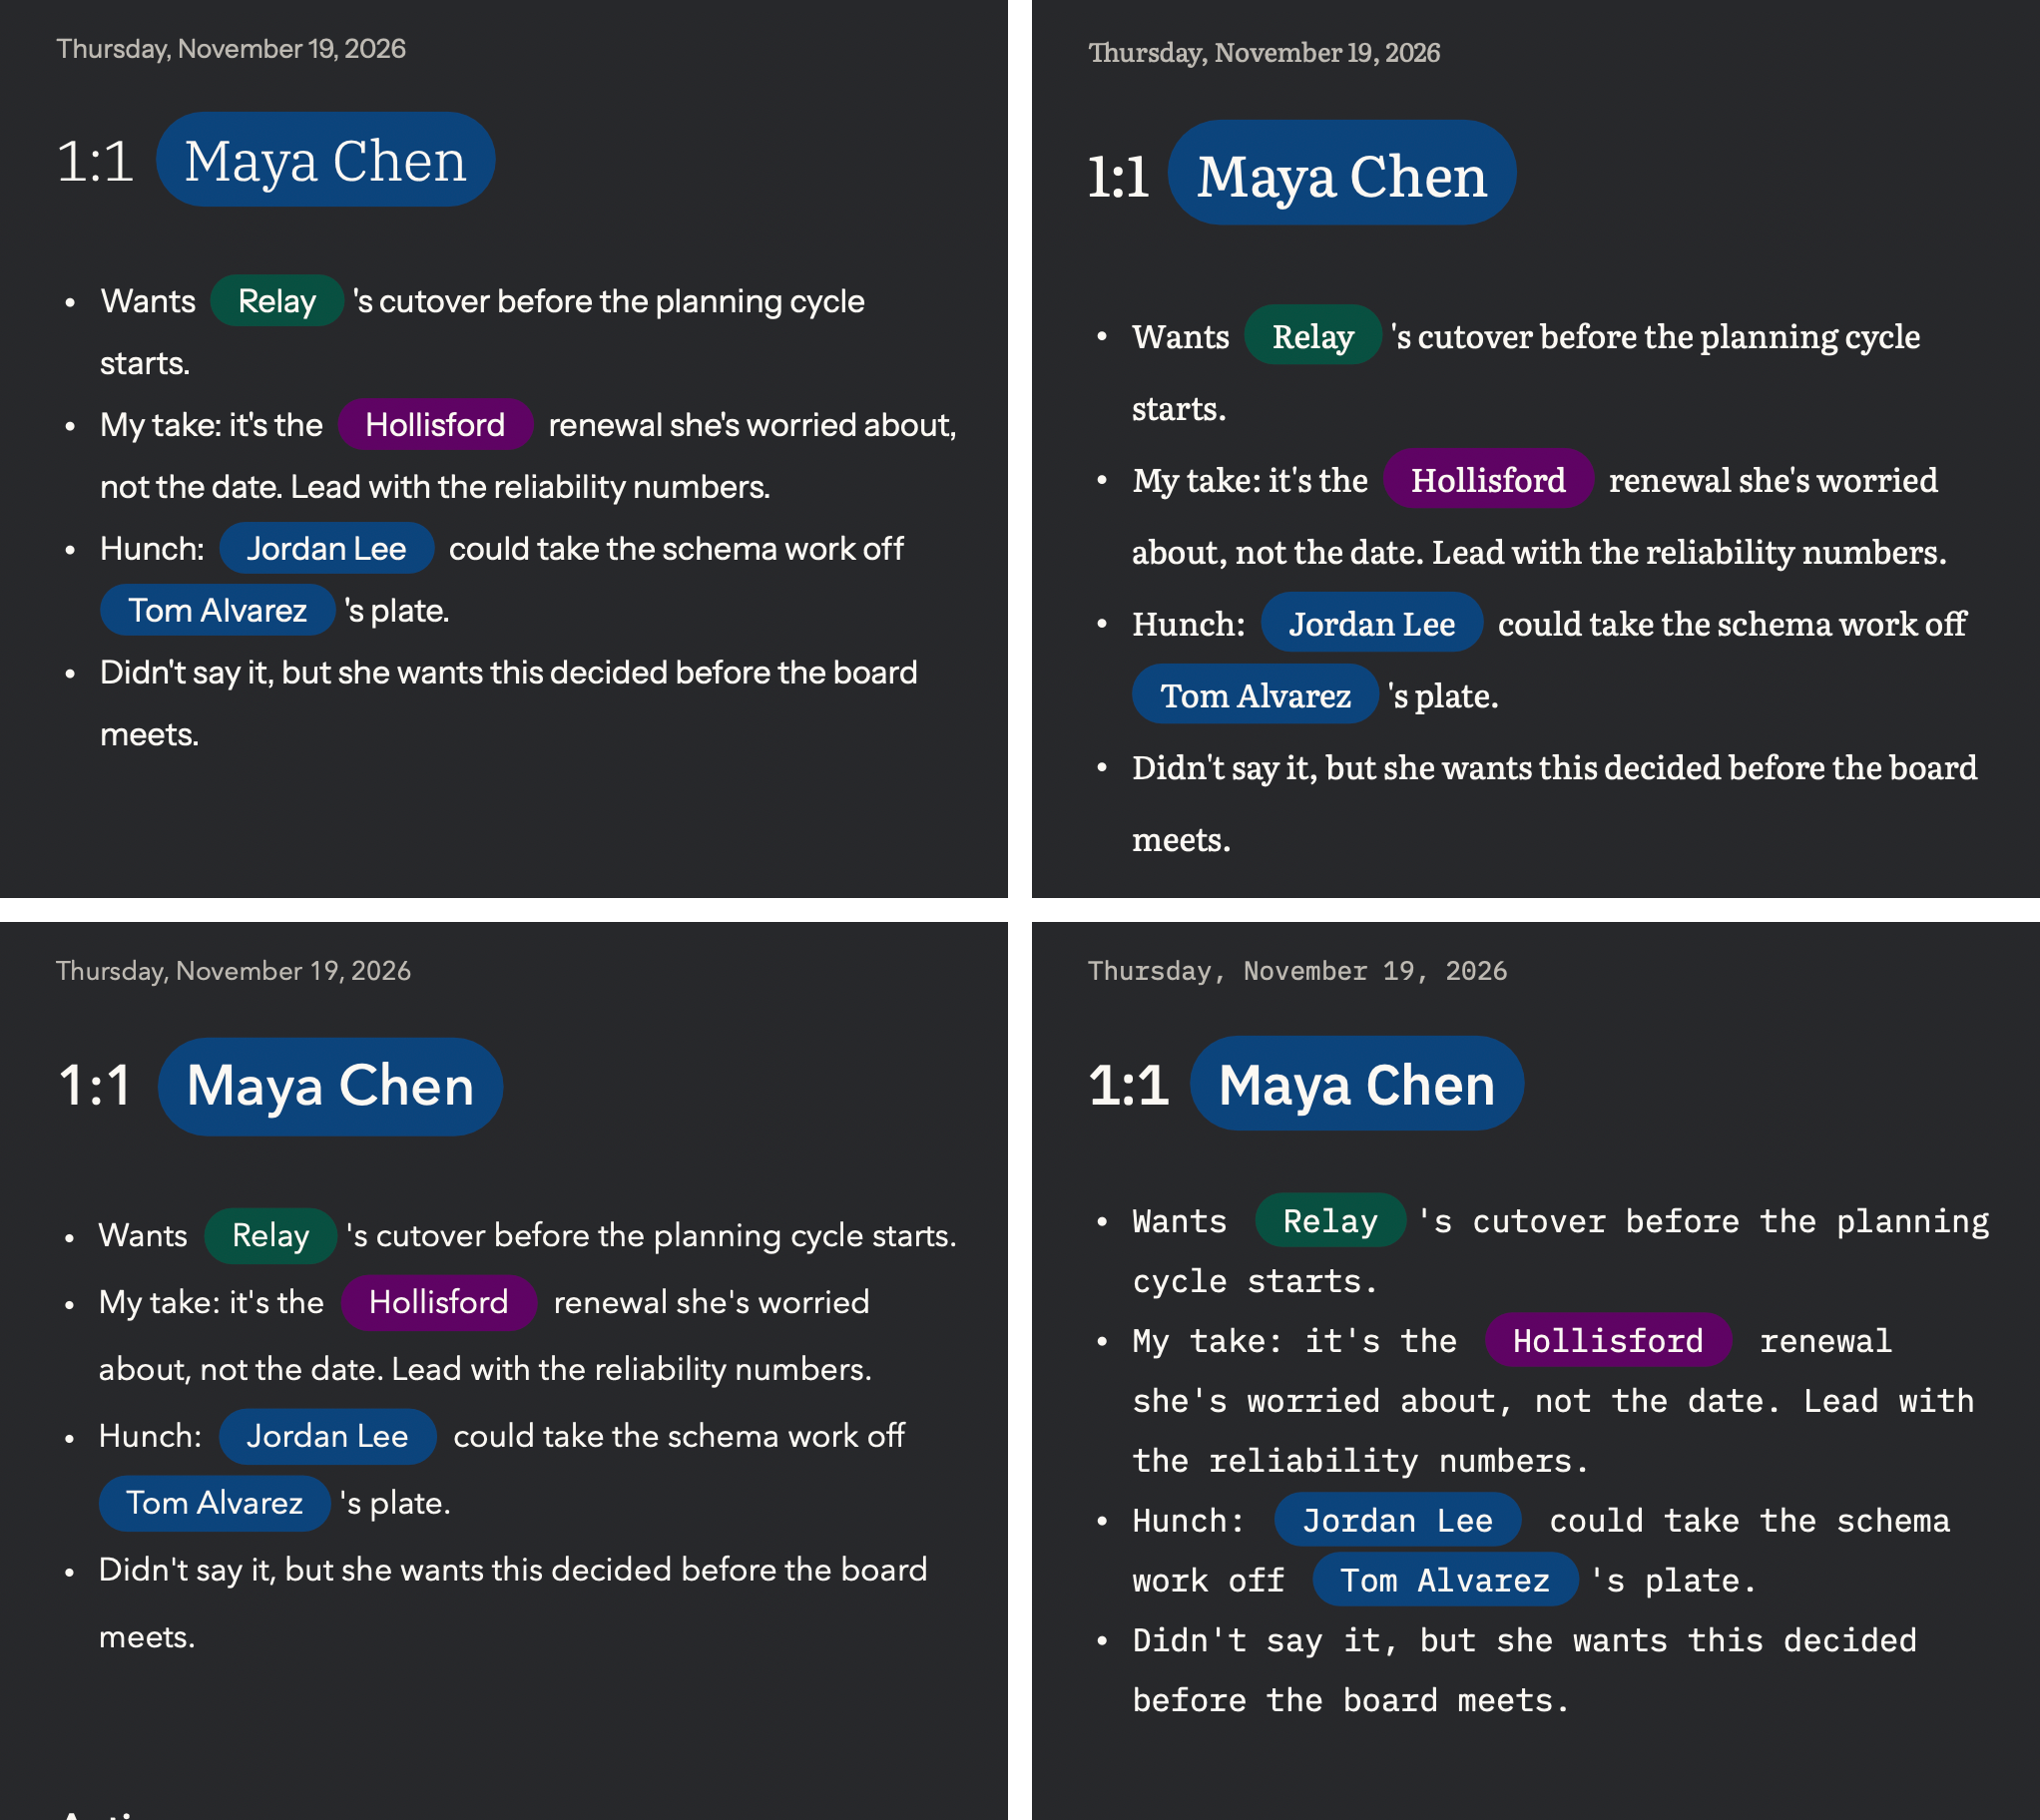 Thursday, November 19, 2026
1:1 Maya Chen
• Wants Relay 's cutover before the planning cycle
starts.
• My take: it's the Hollisford renewal she's worried about,
not the date. Lead with the reliability numbers.
• Hunch: Jordan Lee could take the schema work off
Tom Alvarez 's plate.
• Didn't say it, but she wants this decided before the board
meets.
Thursday, November 19, 2026
1:1 Maya Chen
• Wants Relay 's cutover before the planning cycle
starts.
• My take: it's the Hollisford renewal she's worried
about, not the date. Lead with the reliability numbers.
• Hunch: Jordan Lee could take the schema work off
Tom Alvarez 's plate.
• Didn't say it, but she wants this decided before the board
meets.
Thursday, November 19, 2026
1:1 Maya Chen
• Wants Relay 's cutover before the planning cycle starts.
• My take: it's the Hollisford renewal she's worried
about, not the date. Lead with the reliability numbers.
• Hunch: Jordan Lee could take the schema work off
Tom Alvarez 's plate.
• Didn't say it, but she wants this decided before the board
meets.
Thursday, November 19, 2026
1:1 Maya Chen
• Wants Relay 's cutover before the planning
cycle starts.
• My take: it's the Hollisford renewal
she's worried about, not the date. Lead with
the reliability numbers.
• Hunch: Jordan Lee could take the schema
work off Tom Alvarez 's plate.
• Didn't say it, but she wants this decided
before the board meets.